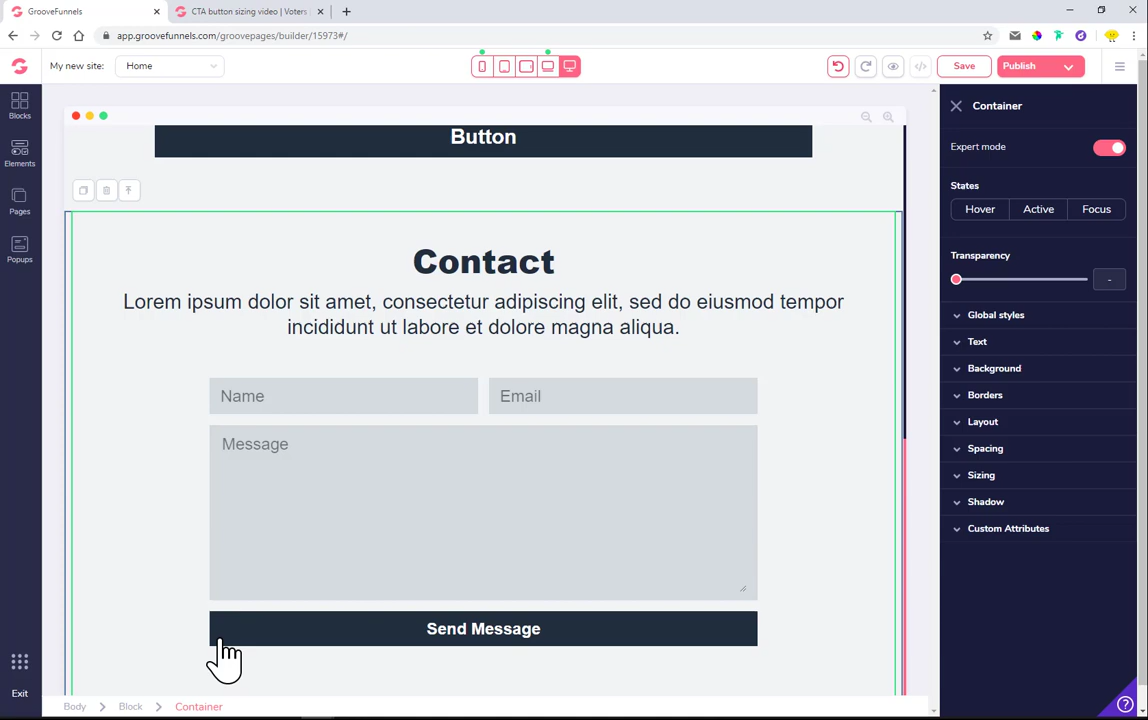 GrooveFunnels
CTA button sizing video | Voters
app.groovefunnels.com/groovepages/builder/15973#/
My new site:
Home
Save
Publish
Blocks
Elements
Pages
Popups
Exit
Button
Contact
Lorem ipsum dolor sit amet, consectetur adipiscing elit, sed do eiusmod tempor
incididunt ut labore et dolore magna aliqua.
Name
Email
Message
Send Message
Body
Block
Container
Container
Expert mode
States
Hover
Active
Focus
Transparency
-
Global styles
Text
Background
Borders
Layout
Spacing
Sizing
Shadow
Custom Attributes